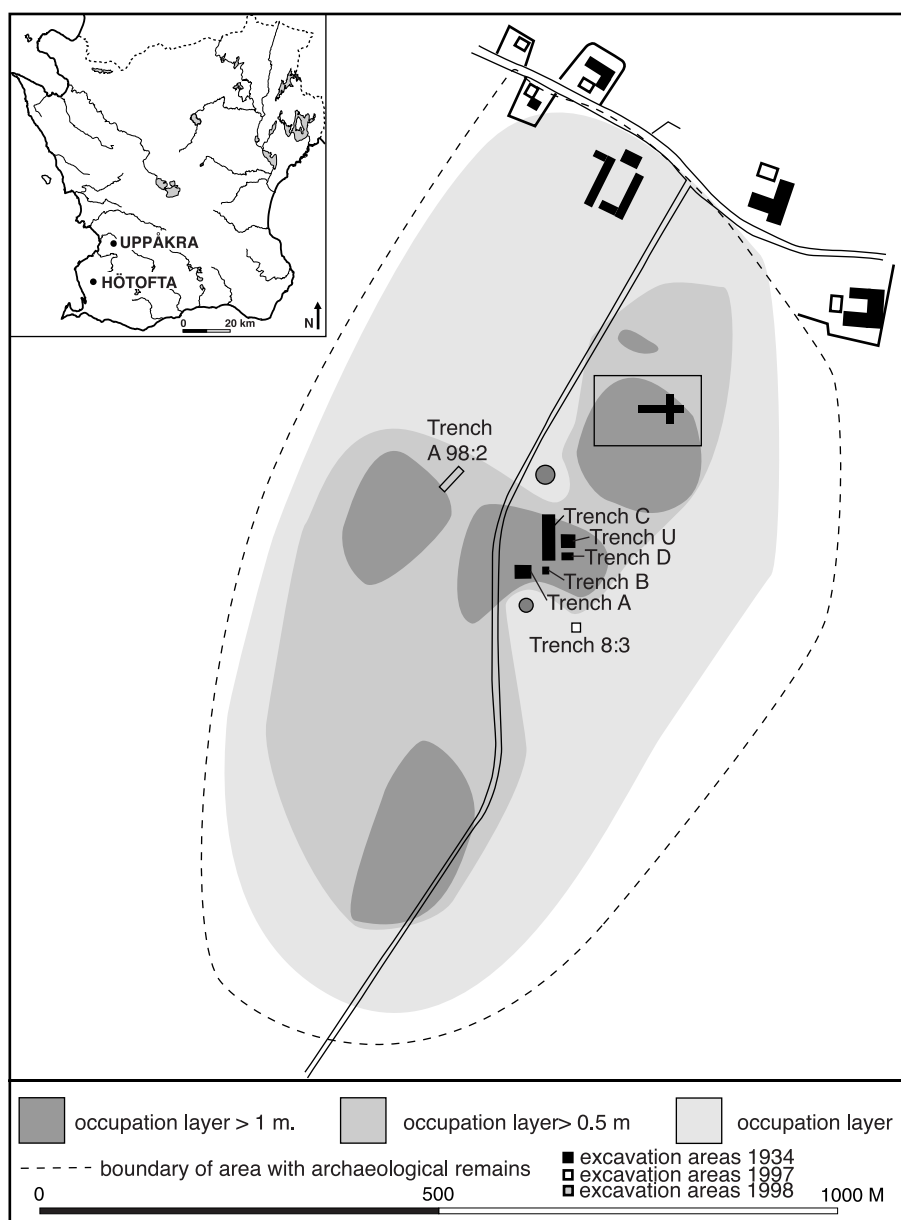 UPPÅKRA
HÖTOFTA
0 20 km
N
Trench
A 98:2
Trench C
Trench U
Trench D
Trench B
Trench A
Trench 8:3
occupation layer > 1 m.
occupation layer> 0.5 m
occupation layer
boundary of area with archaeological remains
excavation areas 1934
excavation areas 1997
excavation areas 1998
0 500 1000 M